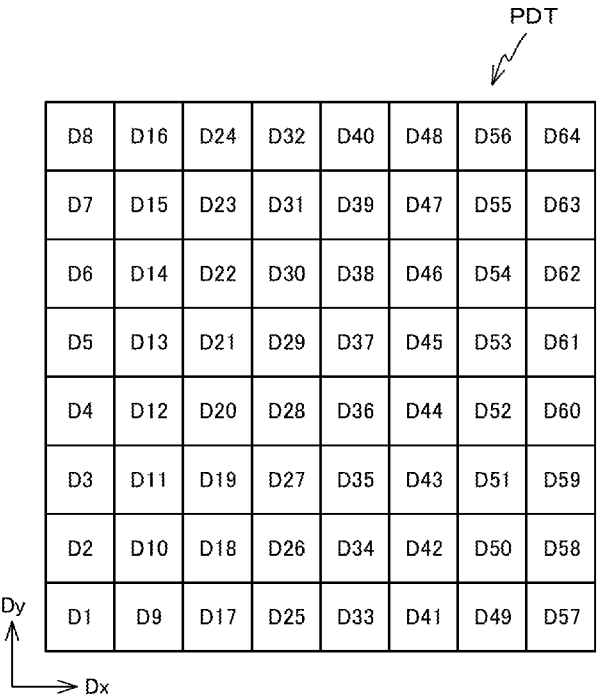 PDT
D8 D16 D24 D32 D40 D48 D56 D64
D7 D15 D23 D31 D39 D47 D55 D63
D6 D14 D22 D30 D38 D46 D54 D62
D5 D13 D21 D29 D37 D45 D53 D61
D4 D12 D20 D28 D36 D44 D52 D60
D3 D11 D19 D27 D35 D43 D51 D59
D2 D10 D18 D26 D34 D42 D50 D58
D1 D9 D17 D25 D33 D41 D49 D57
Dy
Dx